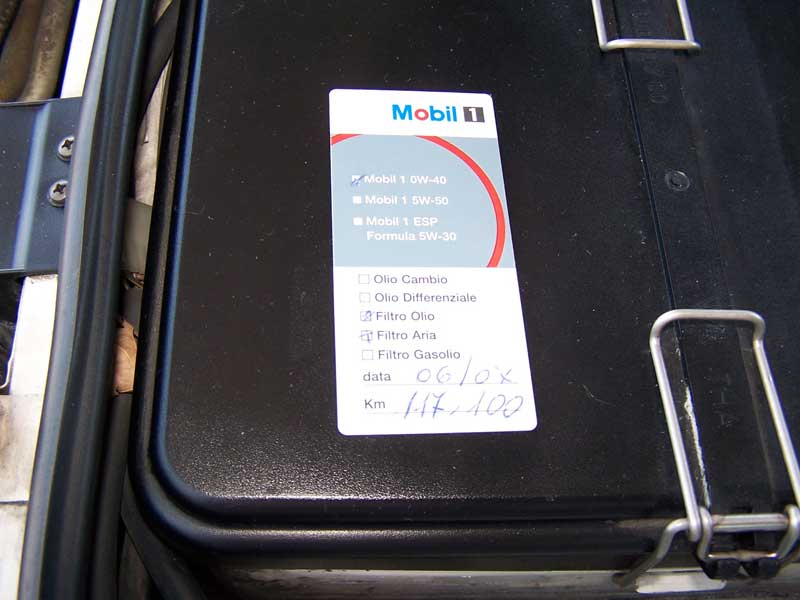 Mobil 1
Mobil 1 0W-40
Mobil 1 5W-50
Mobil 1 ESP
Formula 5W-30
Olio Cambio
Olio Differenziale
Filtro Olio
Filtro Aria
Filtro Gasolio
data
Km 117.100